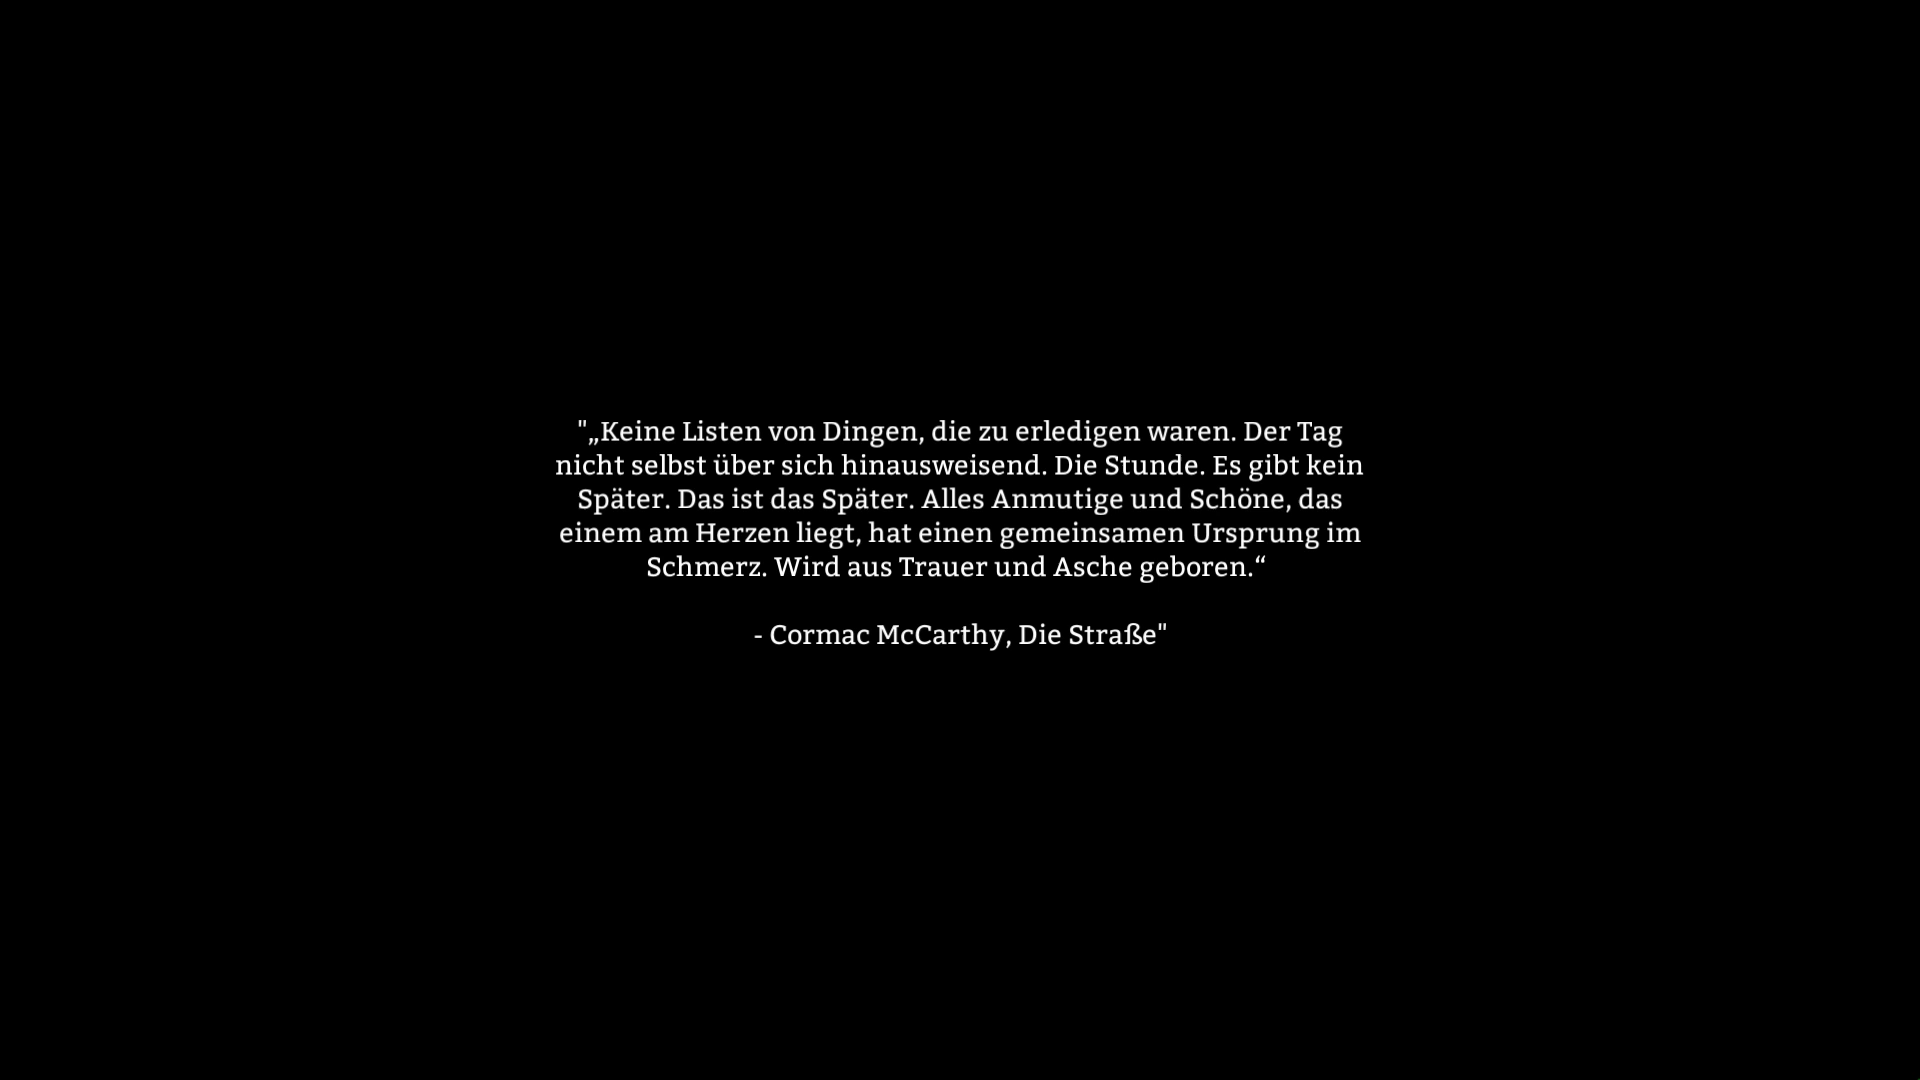 "„Keine Listen von Dingen, die zu erledigen waren. Der Tag
nicht selbst über sich hinausweisend. Die Stunde. Es gibt kein
Später. Das ist das Später. Alles Anmutige und Schöne, das
einem am Herzen liegt, hat einen gemeinsamen Ursprung im
Schmerz. Wird aus Trauer und Asche geboren.“
- Cormac McCarthy, Die Straße"